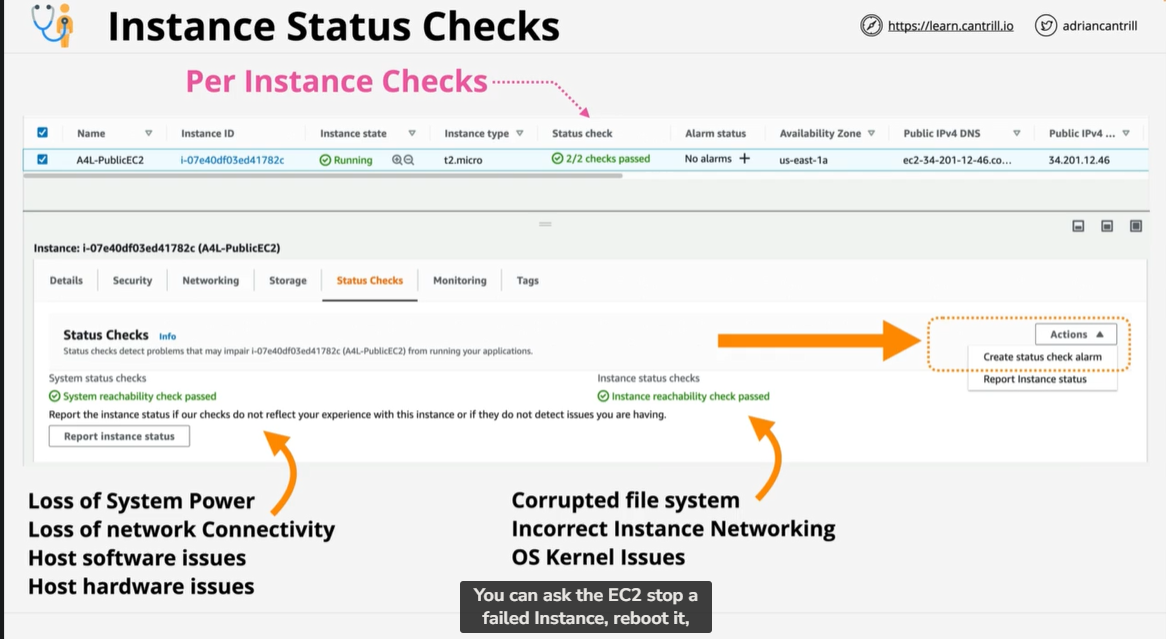 Instance Status Checks
https://learn.cantrill.io
adriancantrill
Per Instance Checks
Name Instance ID Instance state Instance type Status check Alarm status Availability Zone Public IPv4 DNS Public IPv4 ...
A4L-PublicEC2 i-07e40df03ed41782c Running t2.micro 2/2 checks passed No alarms + us-east-1a ec2-34-201-12-46.co... 34.201.12.46
Instance: i-07e40df03ed41782c (A4L-PublicEC2)
Details Security Networking Storage Status Checks Monitoring Tags
Status Checks Info
Actions
Status checks detect problems that may impair i-07e40df03ed41782c (A4L-PublicEC2) from running your applications.
Create status check alarm
Report Instance status
System status checks
Instance status checks
System reachability check passed
Instance reachability check passed
Report the instance status if our checks do not reflect your experience with this instance or if they do not detect issues you are having.
Report instance status
Loss of System Power
Loss of network Connectivity
Host software issues
Host hardware issues
Corrupted file system
Incorrect Instance Networking
OS Kernel Issues
You can ask the EC2 stop a
failed Instance, reboot it,